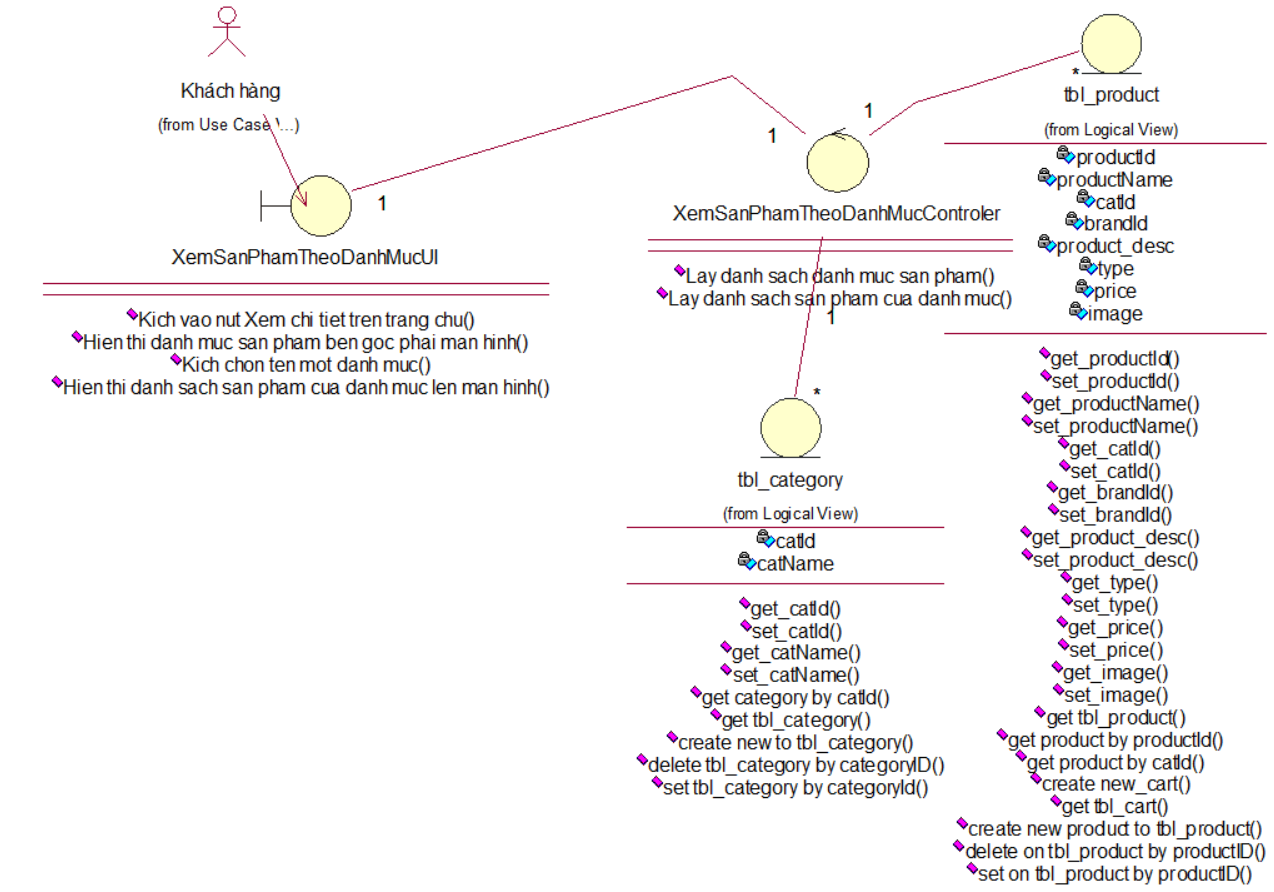 Khách hàng
(from Use Case V...)
1
XemSanPhamTheoDanhMucUI
Kich vao nut Xem chi tiet tren trang chu()
Hien thi danh muc san pham ben goc phai man hinh()
Kich chon ten mot danh muc()
Hien thi danh sach san pham cua danh muc len man hinh()
1
1
XemSanPhamTheoDanhMucControler
Lay danh sach danh muc san pham()
Lay danh sach san pham cua danh muc()
1
*
tbl_category
(from Logical View)
catId
catName
get_catId()
set_catId()
get_catName()
set_catName()
get category by catId()
get tbl_category()
create new to tbl_category()
delete tbl_category by categoryID()
set tbl_category by categoryId()
*
tbl_product
(from Logical View)
productId
productName
catId
brandId
product_desc
type
price
image
get_productId()
set_productId()
get_productName()
set_productName()
get_catId()
set_catId()
get_brandId()
set_brandId()
get_product_desc()
set_product_desc()
get_type()
set_type()
get_price()
set_price()
get_image()
set_image()
get tbl_product()
get product by productId()
get product by catId()
create new_cart()
get tbl_cart()
create new product to tbl_product()
delete on tbl_product by productID()
set on tbl_product by productID()